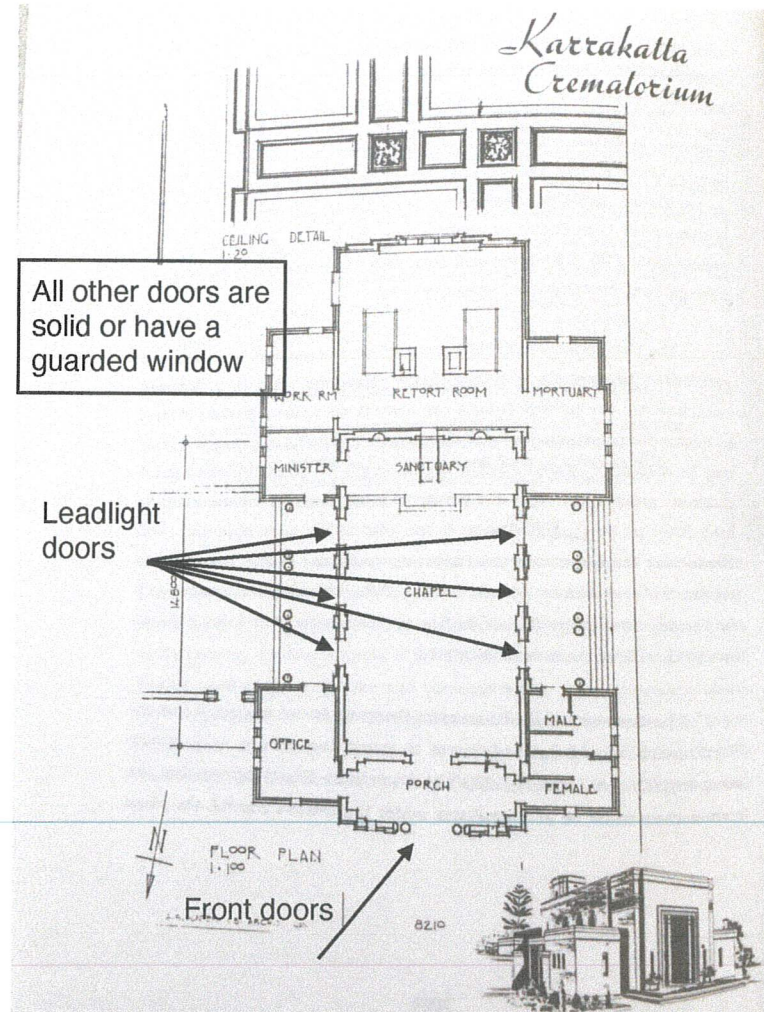 Karrakatta
Crematorium
CEILING DETAIL
1:20
All other doors are
solid or have a
guarded window
WORK RM
RETORT ROOM
MORTUARY
MINISTER
SANCTUARY
Leadlight
doors
CHAPEL
14800
MALE
OFFICE
PORCH
FEMALE
N
FLOOR PLAN
1:100
Front doors
8210